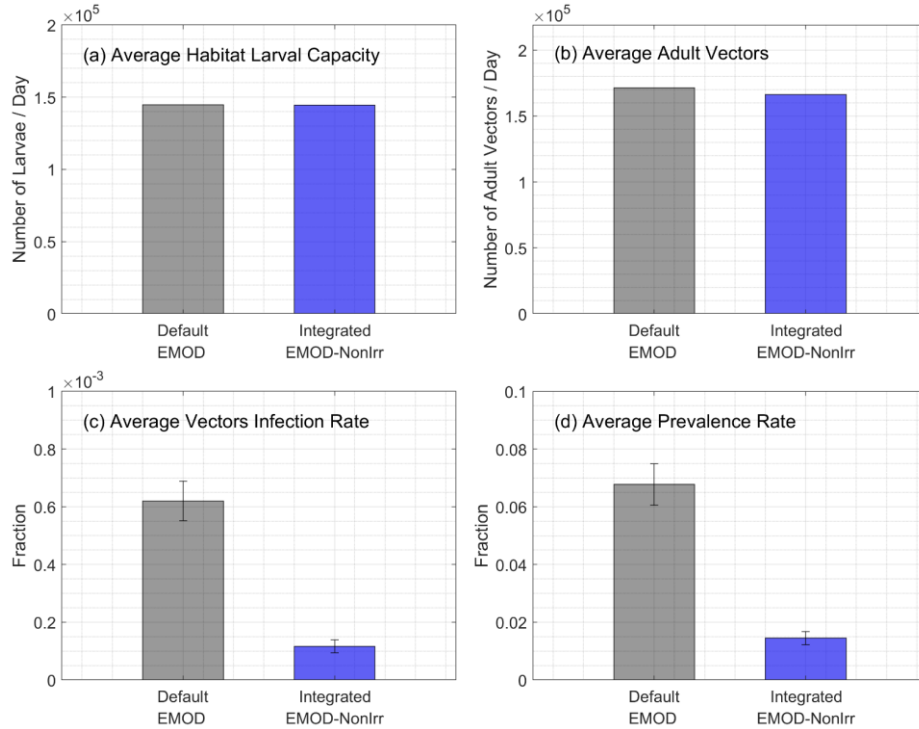 ×10^5
(a) Average Habitat Larval Capacity
Number of Larvae / Day
2
1.5
1
0.5
0
Default
EMOD
Integrated
EMOD-NonIrr
×10^5
(b) Average Adult Vectors
Number of Adult Vectors / Day
2
1.5
1
0.5
0
Default
EMOD
Integrated
EMOD-NonIrr
×10^-3
(c) Average Vectors Infection Rate
Fraction
1
0.8
0.6
0.4
0.2
0
Default
EMOD
Integrated
EMOD-NonIrr
(d) Average Prevalence Rate
Fraction
0.1
0.08
0.06
0.04
0.02
0
Default
EMOD
Integrated
EMOD-NonIrr